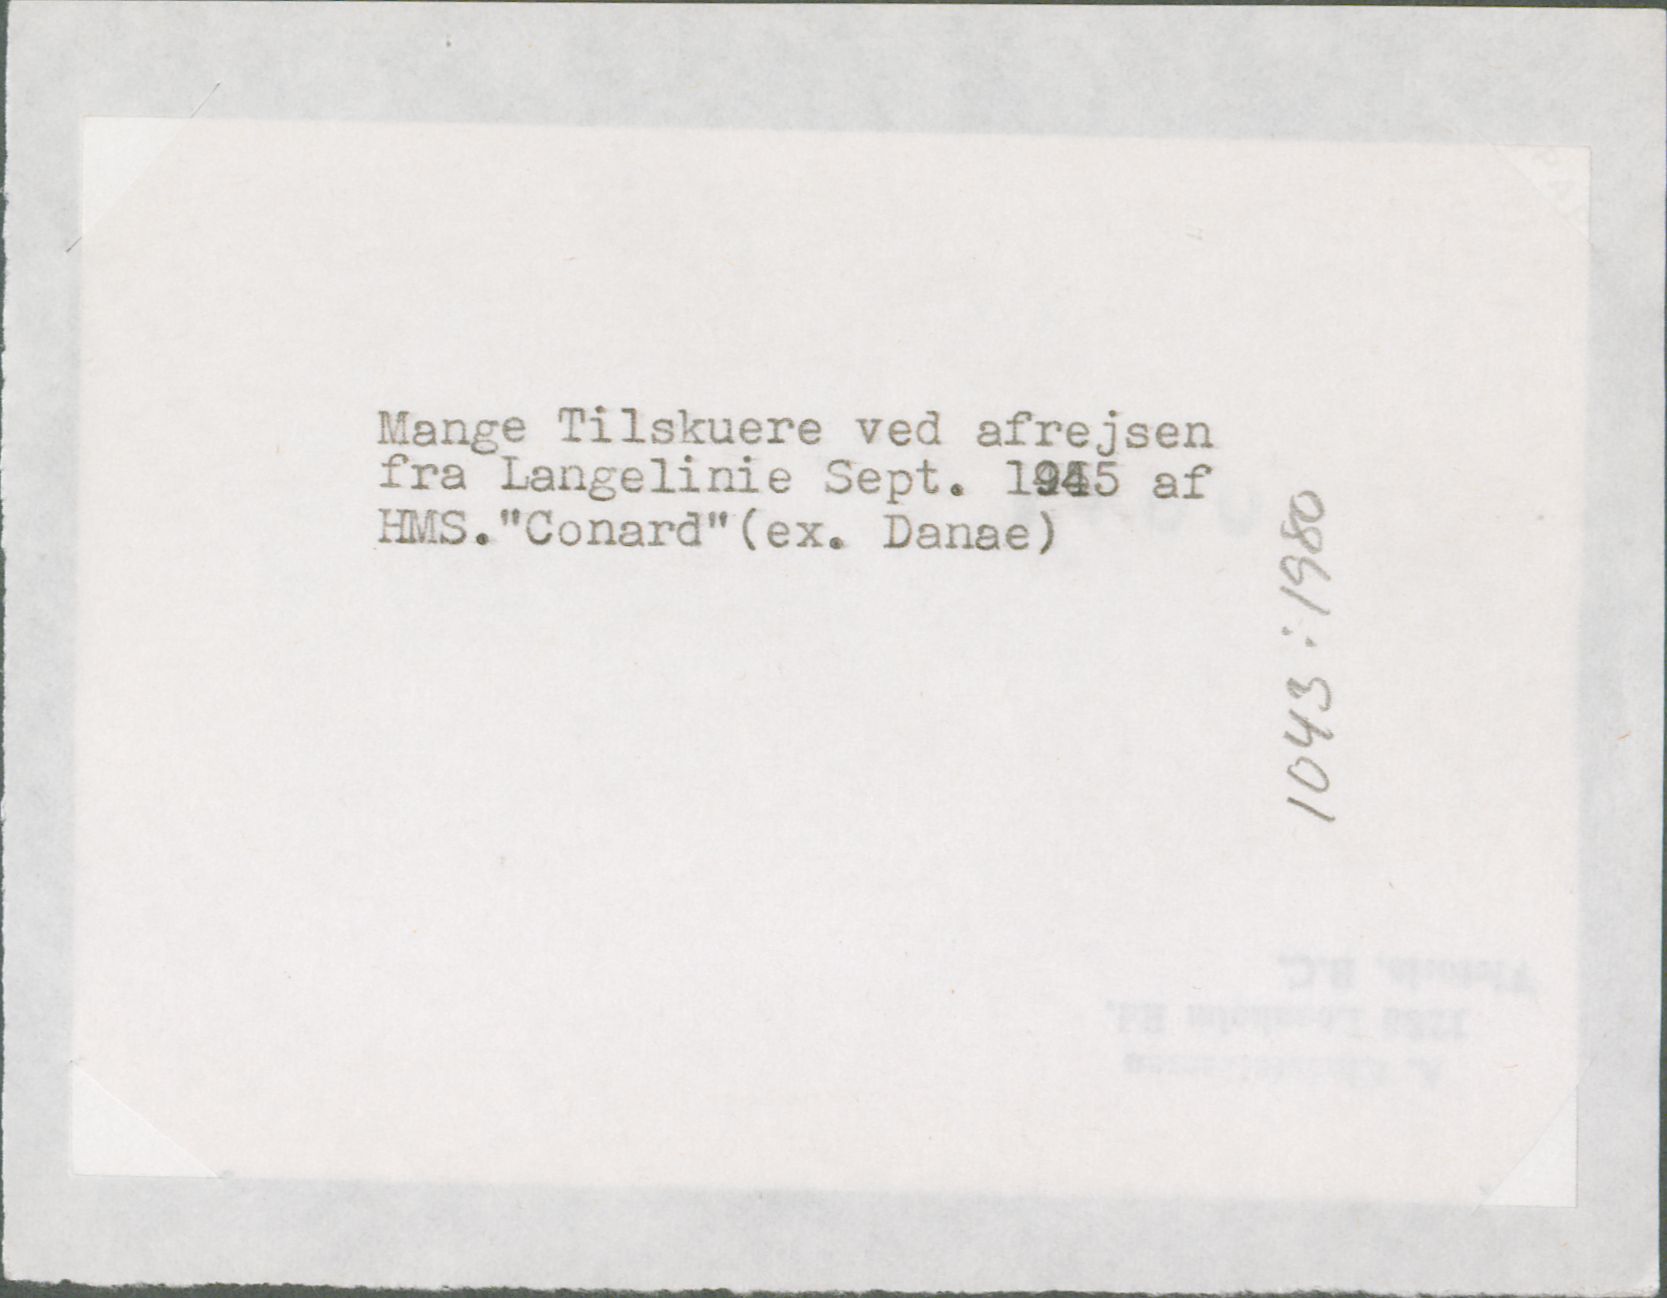 Mange Tilskuere ved afrejsen
fra Langelinie Sept. 1945 af
HMS."Conard"(ex. Danae)
1043:1980